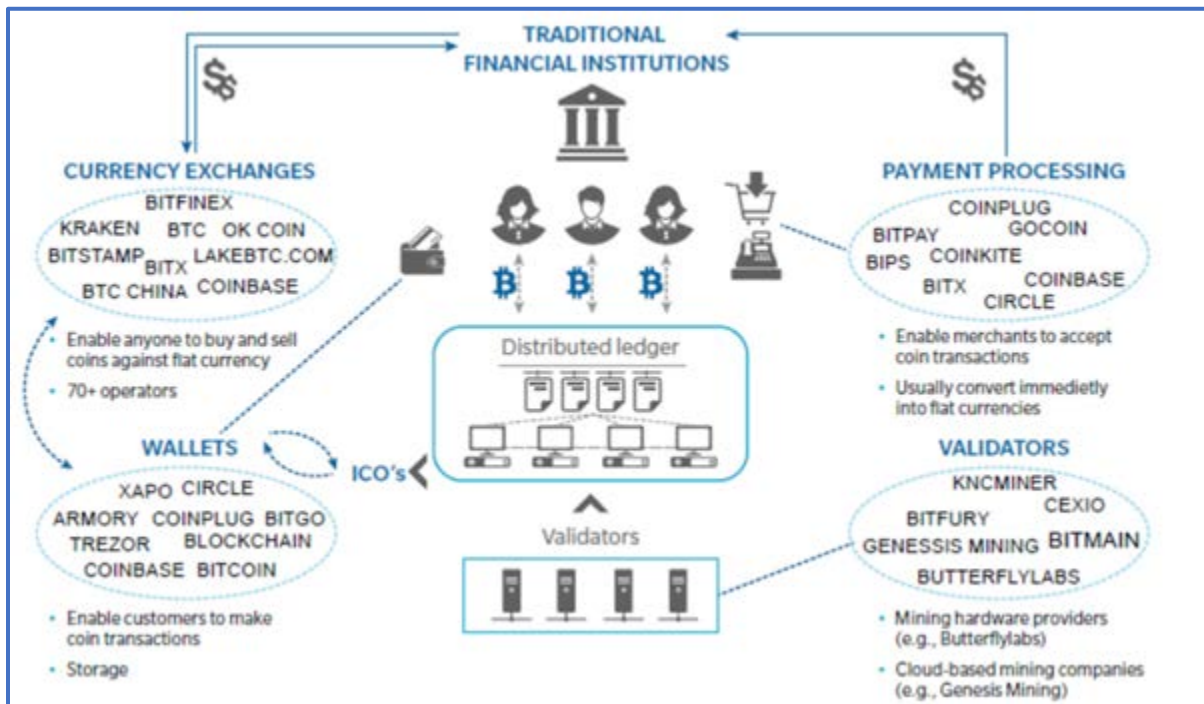 TRADITIONAL
FINANCIAL INSTITUTIONS
$
$
CURRENCY EXCHANGES
BITFINEX
KRAKEN BTC OK COIN
BITSTAMP LAKEBTC.COM
BITX
BTC CHINA COINBASE
• Enable anyone to buy and sell
coins against flat currency
• 70+ operators
WALLETS
XAPO CIRCLE
ARMORY COINPLUG BITGO
TREZOR BLOCKCHAIN
COINBASE BITCOIN
• Enable customers to make
coin transactions
• Storage
ICO's
Distributed ledger
Validators
PAYMENT PROCESSING
COINPLUG
GOCOIN
BITPAY
BIPS COINKITE
BITX COINBASE
CIRCLE
• Enable merchants to accept
coin transactions
• Usually convert immedietly
into flat currencies
VALIDATORS
KNCMINER
CEXIO
BITFURY
GENESSIS MINING BITMAIN
BUTTERFLYLABS
• Mining hardware providers
(e.g., Butterflylabs)
• Cloud-based mining companies
(e.g., Genesis Mining)